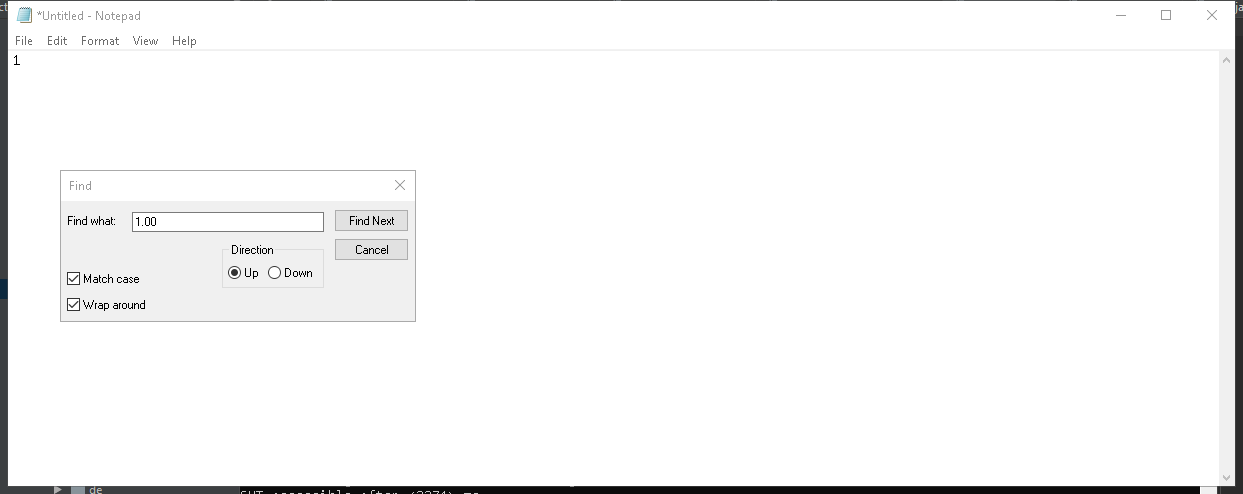 *Untitled - Notepad
File Edit Format View Help
1
Find
Find what: 1.00 Find Next
Direction Cancel
Up Down
Match case
Wrap around
de